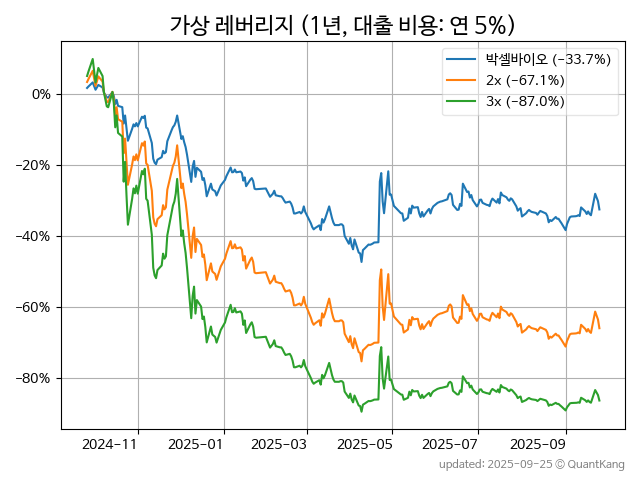 가상 레버리지 (1년, 대출 비용: 연 5%)
박셀바이오 (-33.7%)
2x (-67.1%)
3x (-87.0%)
0%
−20%
−40%
−60%
−80%
2024-11 2025-01 2025-03 2025-05 2025-07 2025-09
updated: 2025-09-25 © QuantKang